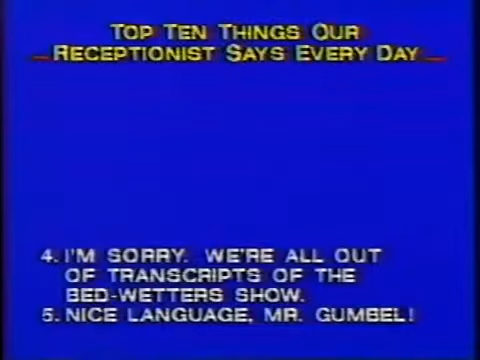 TOP TEN THINGS OUR
RECEPTIONIST SAYS EVERY DAY
4. I'M SORRY. WE'RE ALL OUT
OF TRANSCRIPTS OF THE
BED-WETTERS SHOW.
5. NICE LANGUAGE, MR. GUMBEL!